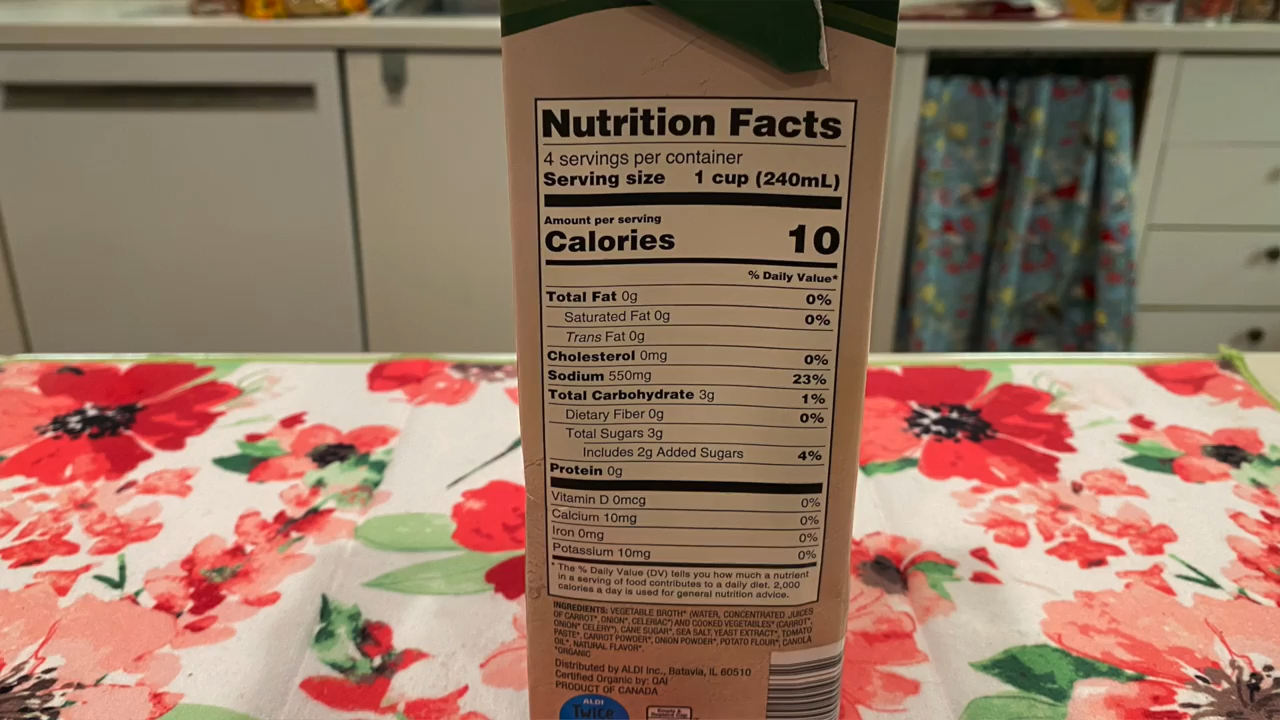 Nutrition Facts
4 servings per container
Serving size 1 cup (240mL)
Amount per serving
Calories 10
% Daily Value*
Total Fat 0g 0%
Saturated Fat 0g 0%
Trans Fat 0g
Cholesterol 0mg 0%
Sodium 550mg 23%
Total Carbohydrate 3g 1%
Dietary Fiber 0g 0%
Total Sugars 3g
Includes 2g Added Sugars 4%
Protein 0g
Vitamin D 0mcg 0%
Calcium 10mg 0%
Iron 0mg 0%
Potassium 10mg 0%
* The % Daily Value (DV) tells you how much a nutrient
in a serving of food contributes to a daily diet. 2,000
calories a day is used for general nutrition advice.
INGREDIENTS: VEGETABLE BROTH* (WATER, CONCENTRATED JUICES
OF CARROT*, ONION*, CELERIAC*) AND COOKED VEGETABLES* (CARROT*,
ONION* CELERY*), CANE SUGAR*, SEA SALT, YEAST EXTRACT*, TOMATO
PASTE*, CARROT POWDER*, ONION POWDER*, POTATO FLOUR*, CANOLA
OIL*, NATURAL FLAVOR*.
*ORGANIC
Distributed by ALDI Inc., Batavia, IL 60510
Certified Organic by: QAI
PRODUCT OF CANADA
ALDI
TWICE